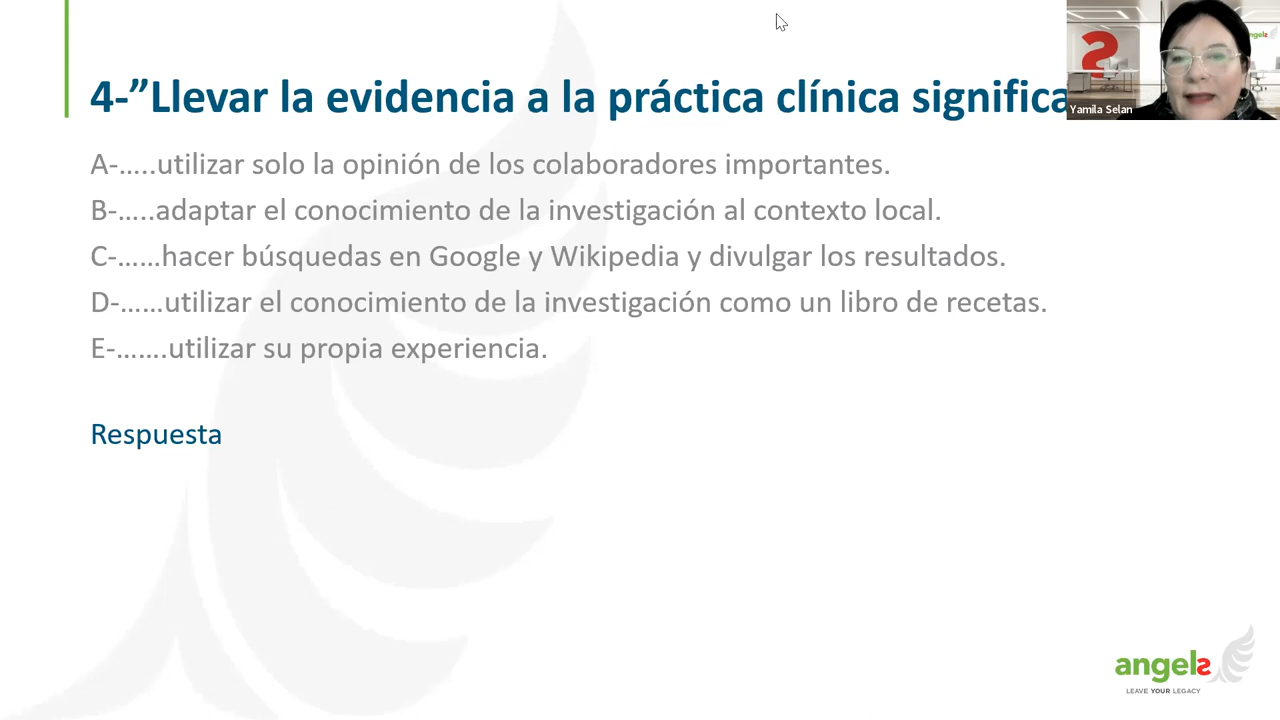 4-”Llevar la evidencia a la práctica clínica significa
Yamila Selan
A-…..utilizar solo la opinión de los colaboradores importantes.
B-…..adaptar el conocimiento de la investigación al contexto local.
C-……hacer búsquedas en Google y Wikipedia y divulgar los resultados.
D-……utilizar el conocimiento de la investigación como un libro de recetas.
E-…….utilizar su propia experiencia.
Respuesta
angels
LEAVE YOUR LEGACY